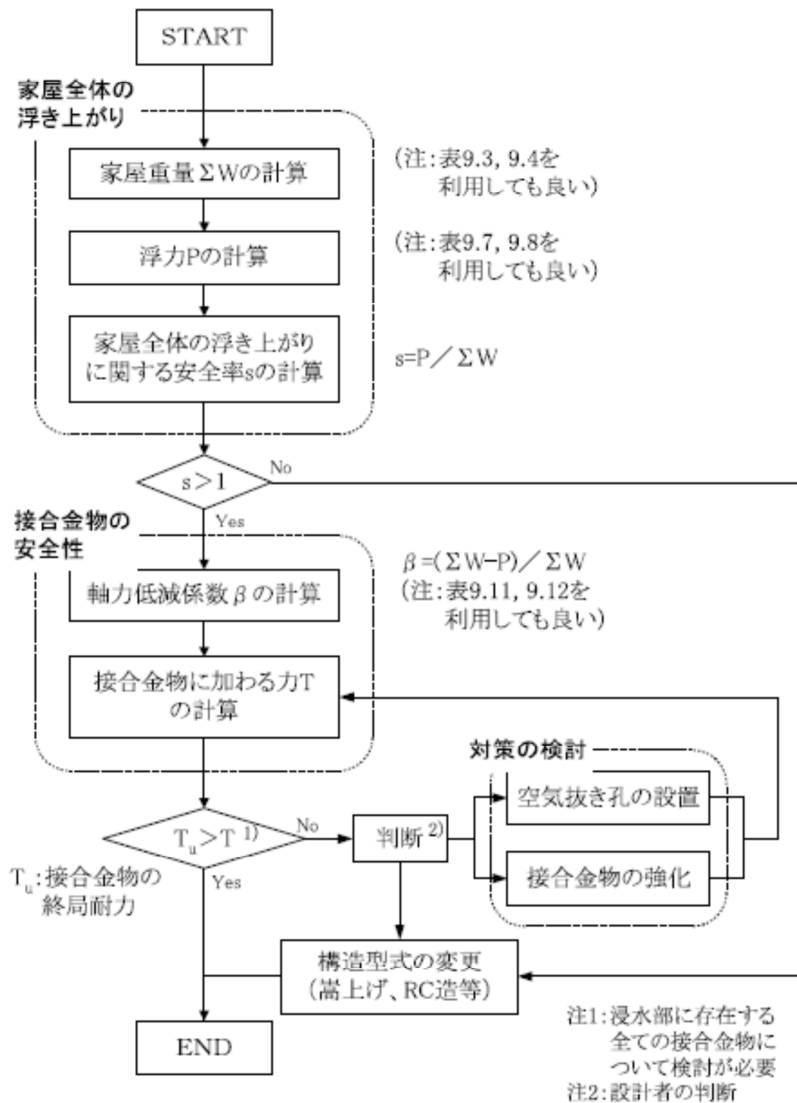 START
家屋全体の
浮き上がり
家屋重量ΣWの計算
(注:表9.3, 9.4を
利用しても良い)
浮力Pの計算
(注:表9.7, 9.8を
利用しても良い)
家屋全体の浮き上がり
に関する安全率sの計算
s=P/ΣW
s>1
No
Yes
接合金物の
安全性
軸力低減係数βの計算
β=(ΣW-P)/ΣW
(注:表9.11, 9.12を
利用しても良い)
接合金物に加わる力T
の計算
対策の検討
空気抜き孔の設置
接合金物の強化
Tu>T 1)
No
Yes
判断2)
Tu:接合金物の
終局耐力
構造型式の変更
(嵩上げ、RC造等)
END
注1:浸水部に存在する
全ての接合金物に
ついて検討が必要
注2:設計者の判断